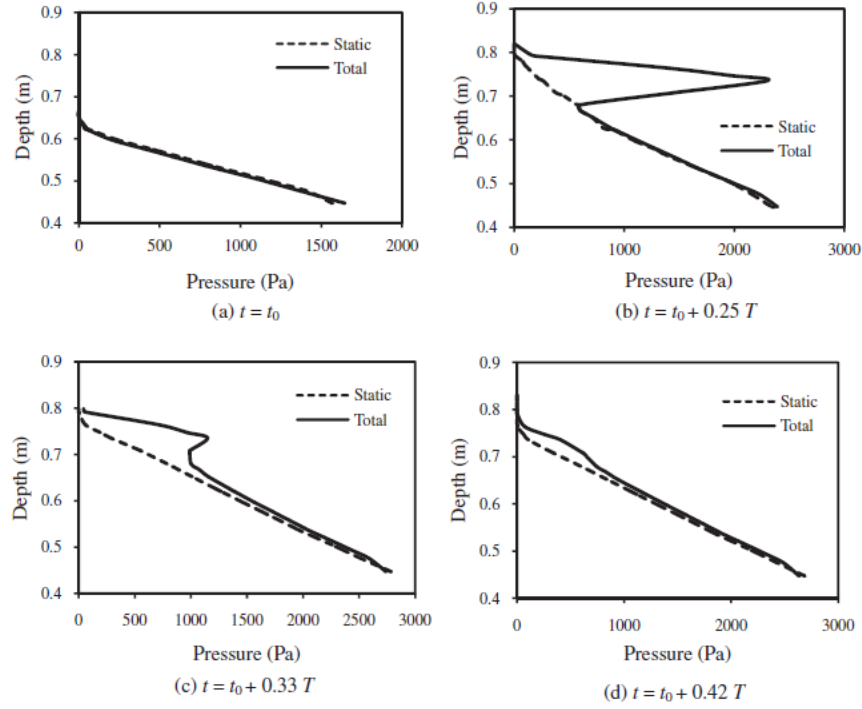 0.9
0.8
0.7
0.6
0.5
0.4
Depth (m)
Static
Total
0 500 1000 1500 2000
Pressure (Pa)
(a) t = t0
0.9
0.8
0.7
0.6
0.5
0.4
Depth (m)
Static
Total
0 1000 2000 3000
Pressure (Pa)
(b) t = t0 + 0.25 T
0.9
0.8
0.7
0.6
0.5
0.4
Depth (m)
Static
Total
0 500 1000 1500 2000 2500 3000
Pressure (Pa)
(c) t = t0 + 0.33 T
0.9
0.8
0.7
0.6
0.5
0.4
Depth (m)
Static
Total
0 1000 2000 3000
Pressure (Pa)
(d) t = t0 + 0.42 T